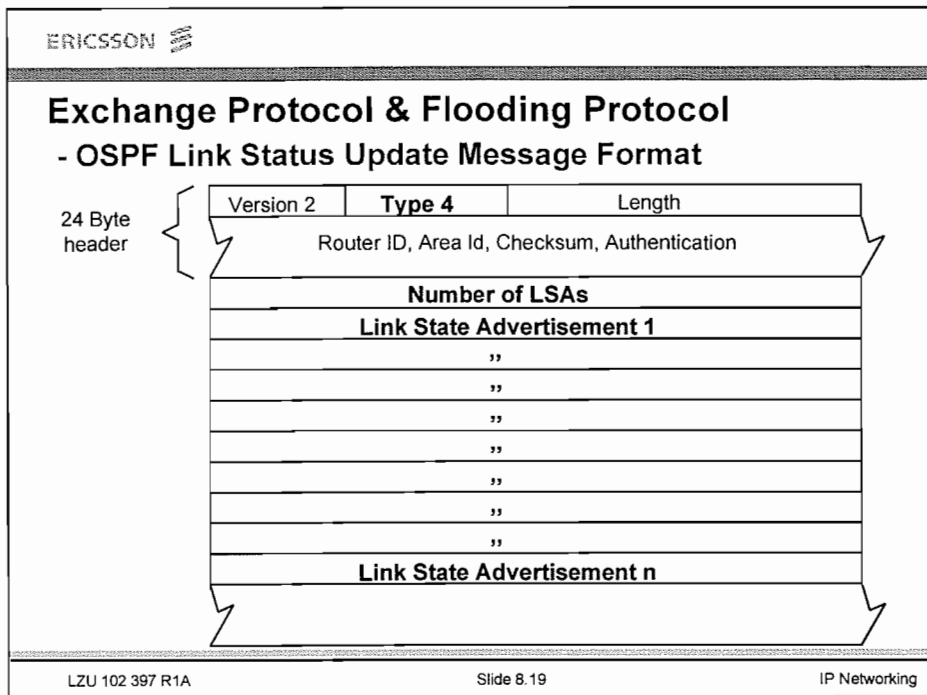 ERICSSON
Exchange Protocol & Flooding Protocol
- OSPF Link Status Update Message Format
24 Byte
header
Version 2 Type 4 Length
Router ID, Area Id, Checksum, Authentication
Number of LSAs
Link State Advertisement 1
”
”
”
”
”
”
”
Link State Advertisement n
LZU 102 397 R1A Slide 8.19 IP Networking